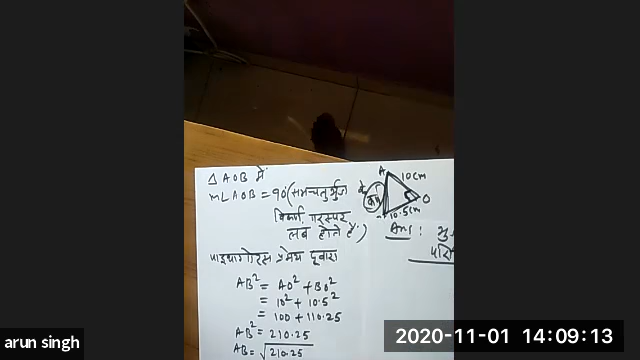 Δ AOB में
m∠AOB = 90° (समचतुर्भुज के
विकर्ण परस्पर
लंब होते हैं.)
पाइथागोरस प्रमेय द्वारा
AB² = AO² + BO²
= 10² + 10.5²
= 100 + 110.25
AB² = 210.25
AB = √210.25
A
10cm
O
10.5cm
Ans :
arun singh
2020-11-01 14:09:13